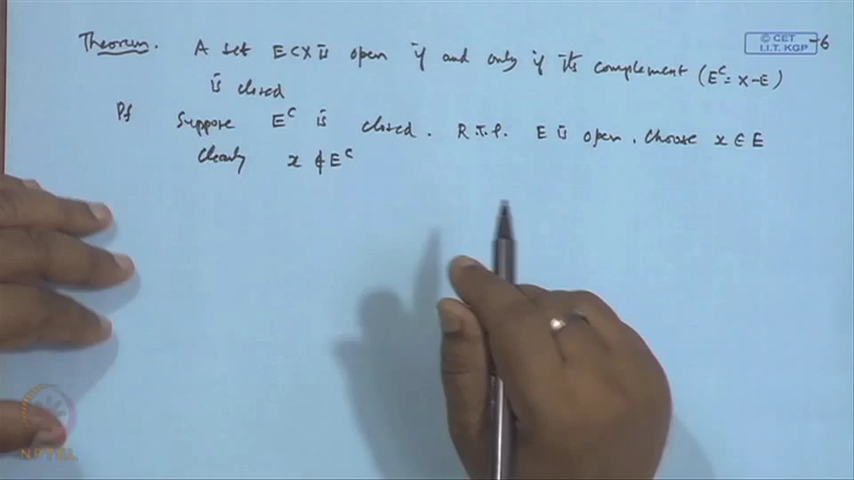 © CET
I.I.T. KGP
-6
Theorem. A set E ⊂ X is open if and only if its complement (E^c = X - E)
is closed
Pf Suppose E^c is closed. R.T.P. E is open. Choose x ∈ E
Clearly x ∉ E^c
NPTEL